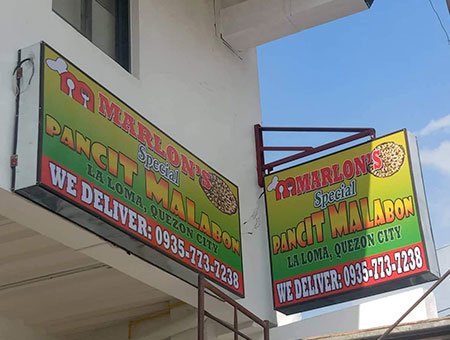 MARLON'S
Special
PANCIT MALABON
LA LOMA, QUEZON CITY
WE DELIVER: 0935-773-7238
MARLON'S
Special
PANCIT MALABON
LA LOMA, QUEZON CITY
WE DELIVER: 0935-773-7238